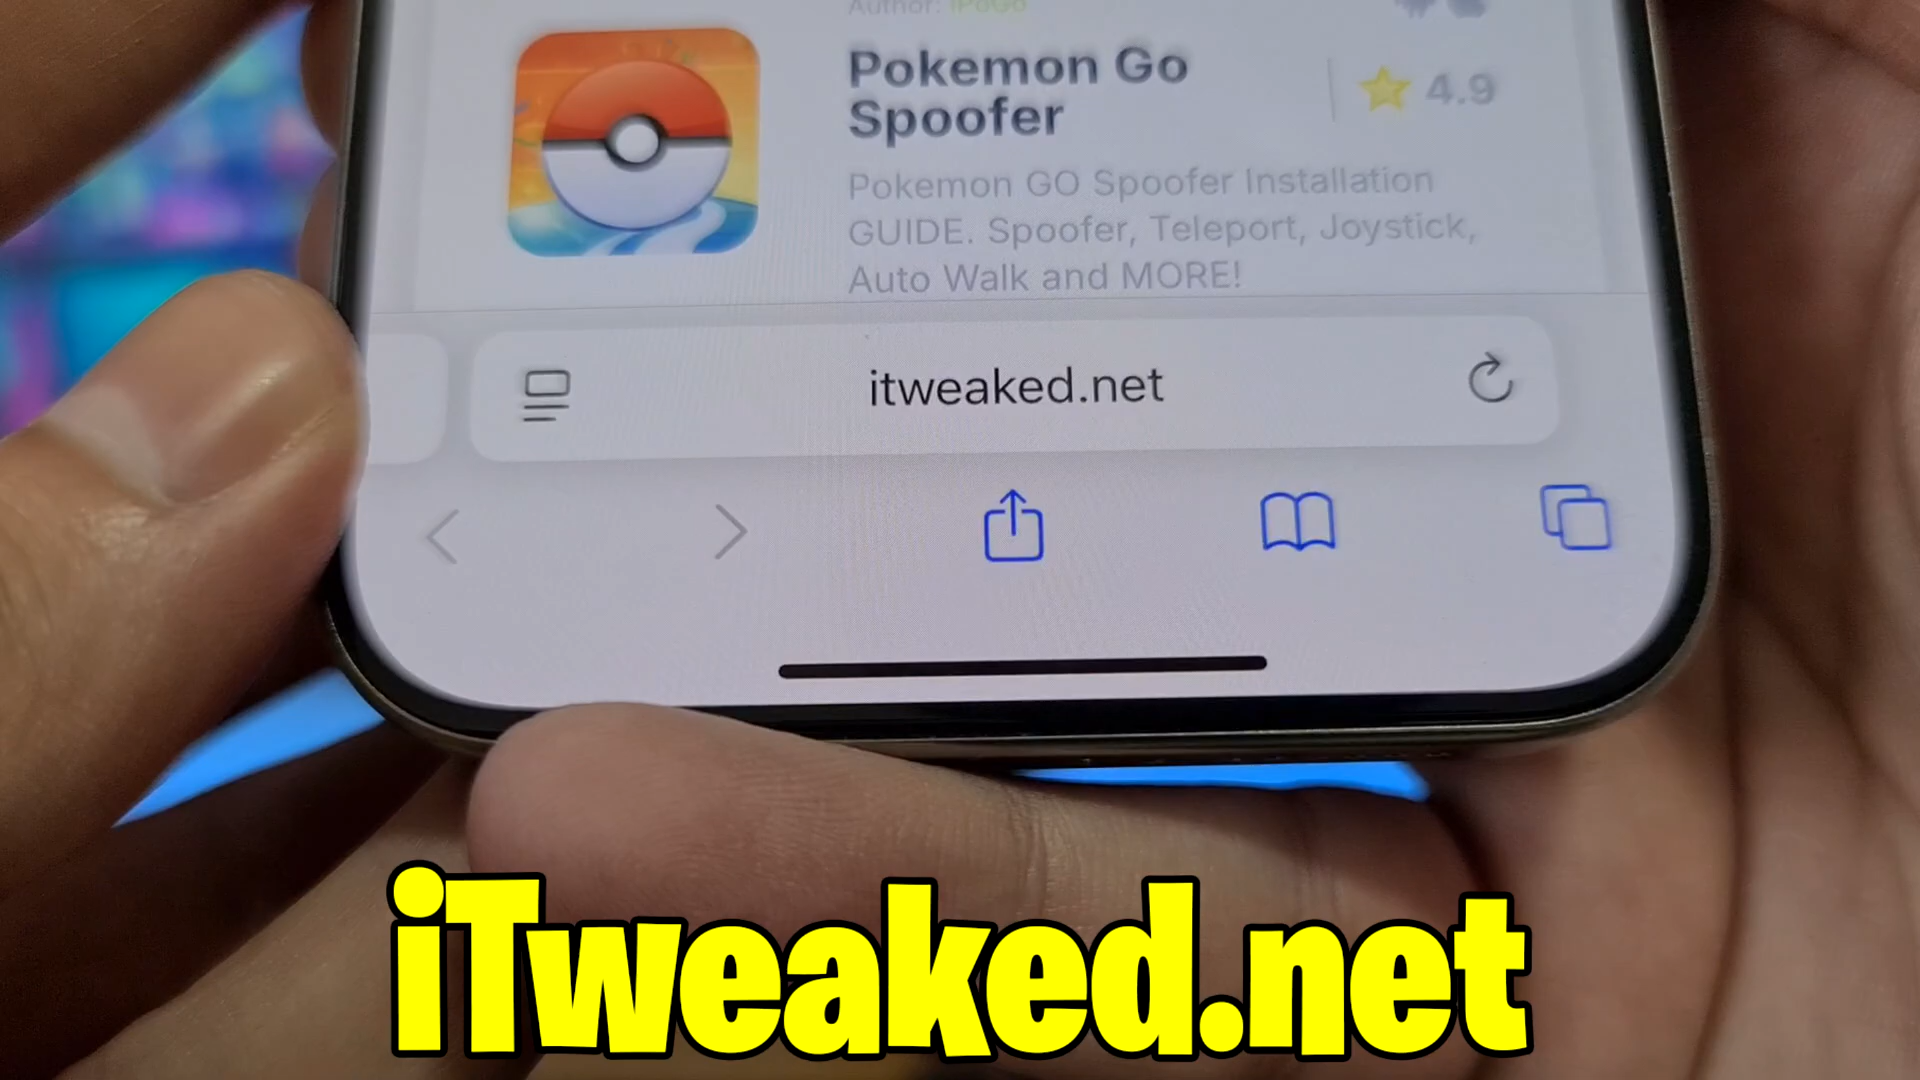 Author: iPoGo
Pokemon Go
Spoofer
4.9
Pokemon GO Spoofer Installation
GUIDE. Spoofer, Teleport, Joystick,
Auto Walk and MORE!
itweaked.net
iTweaked.net